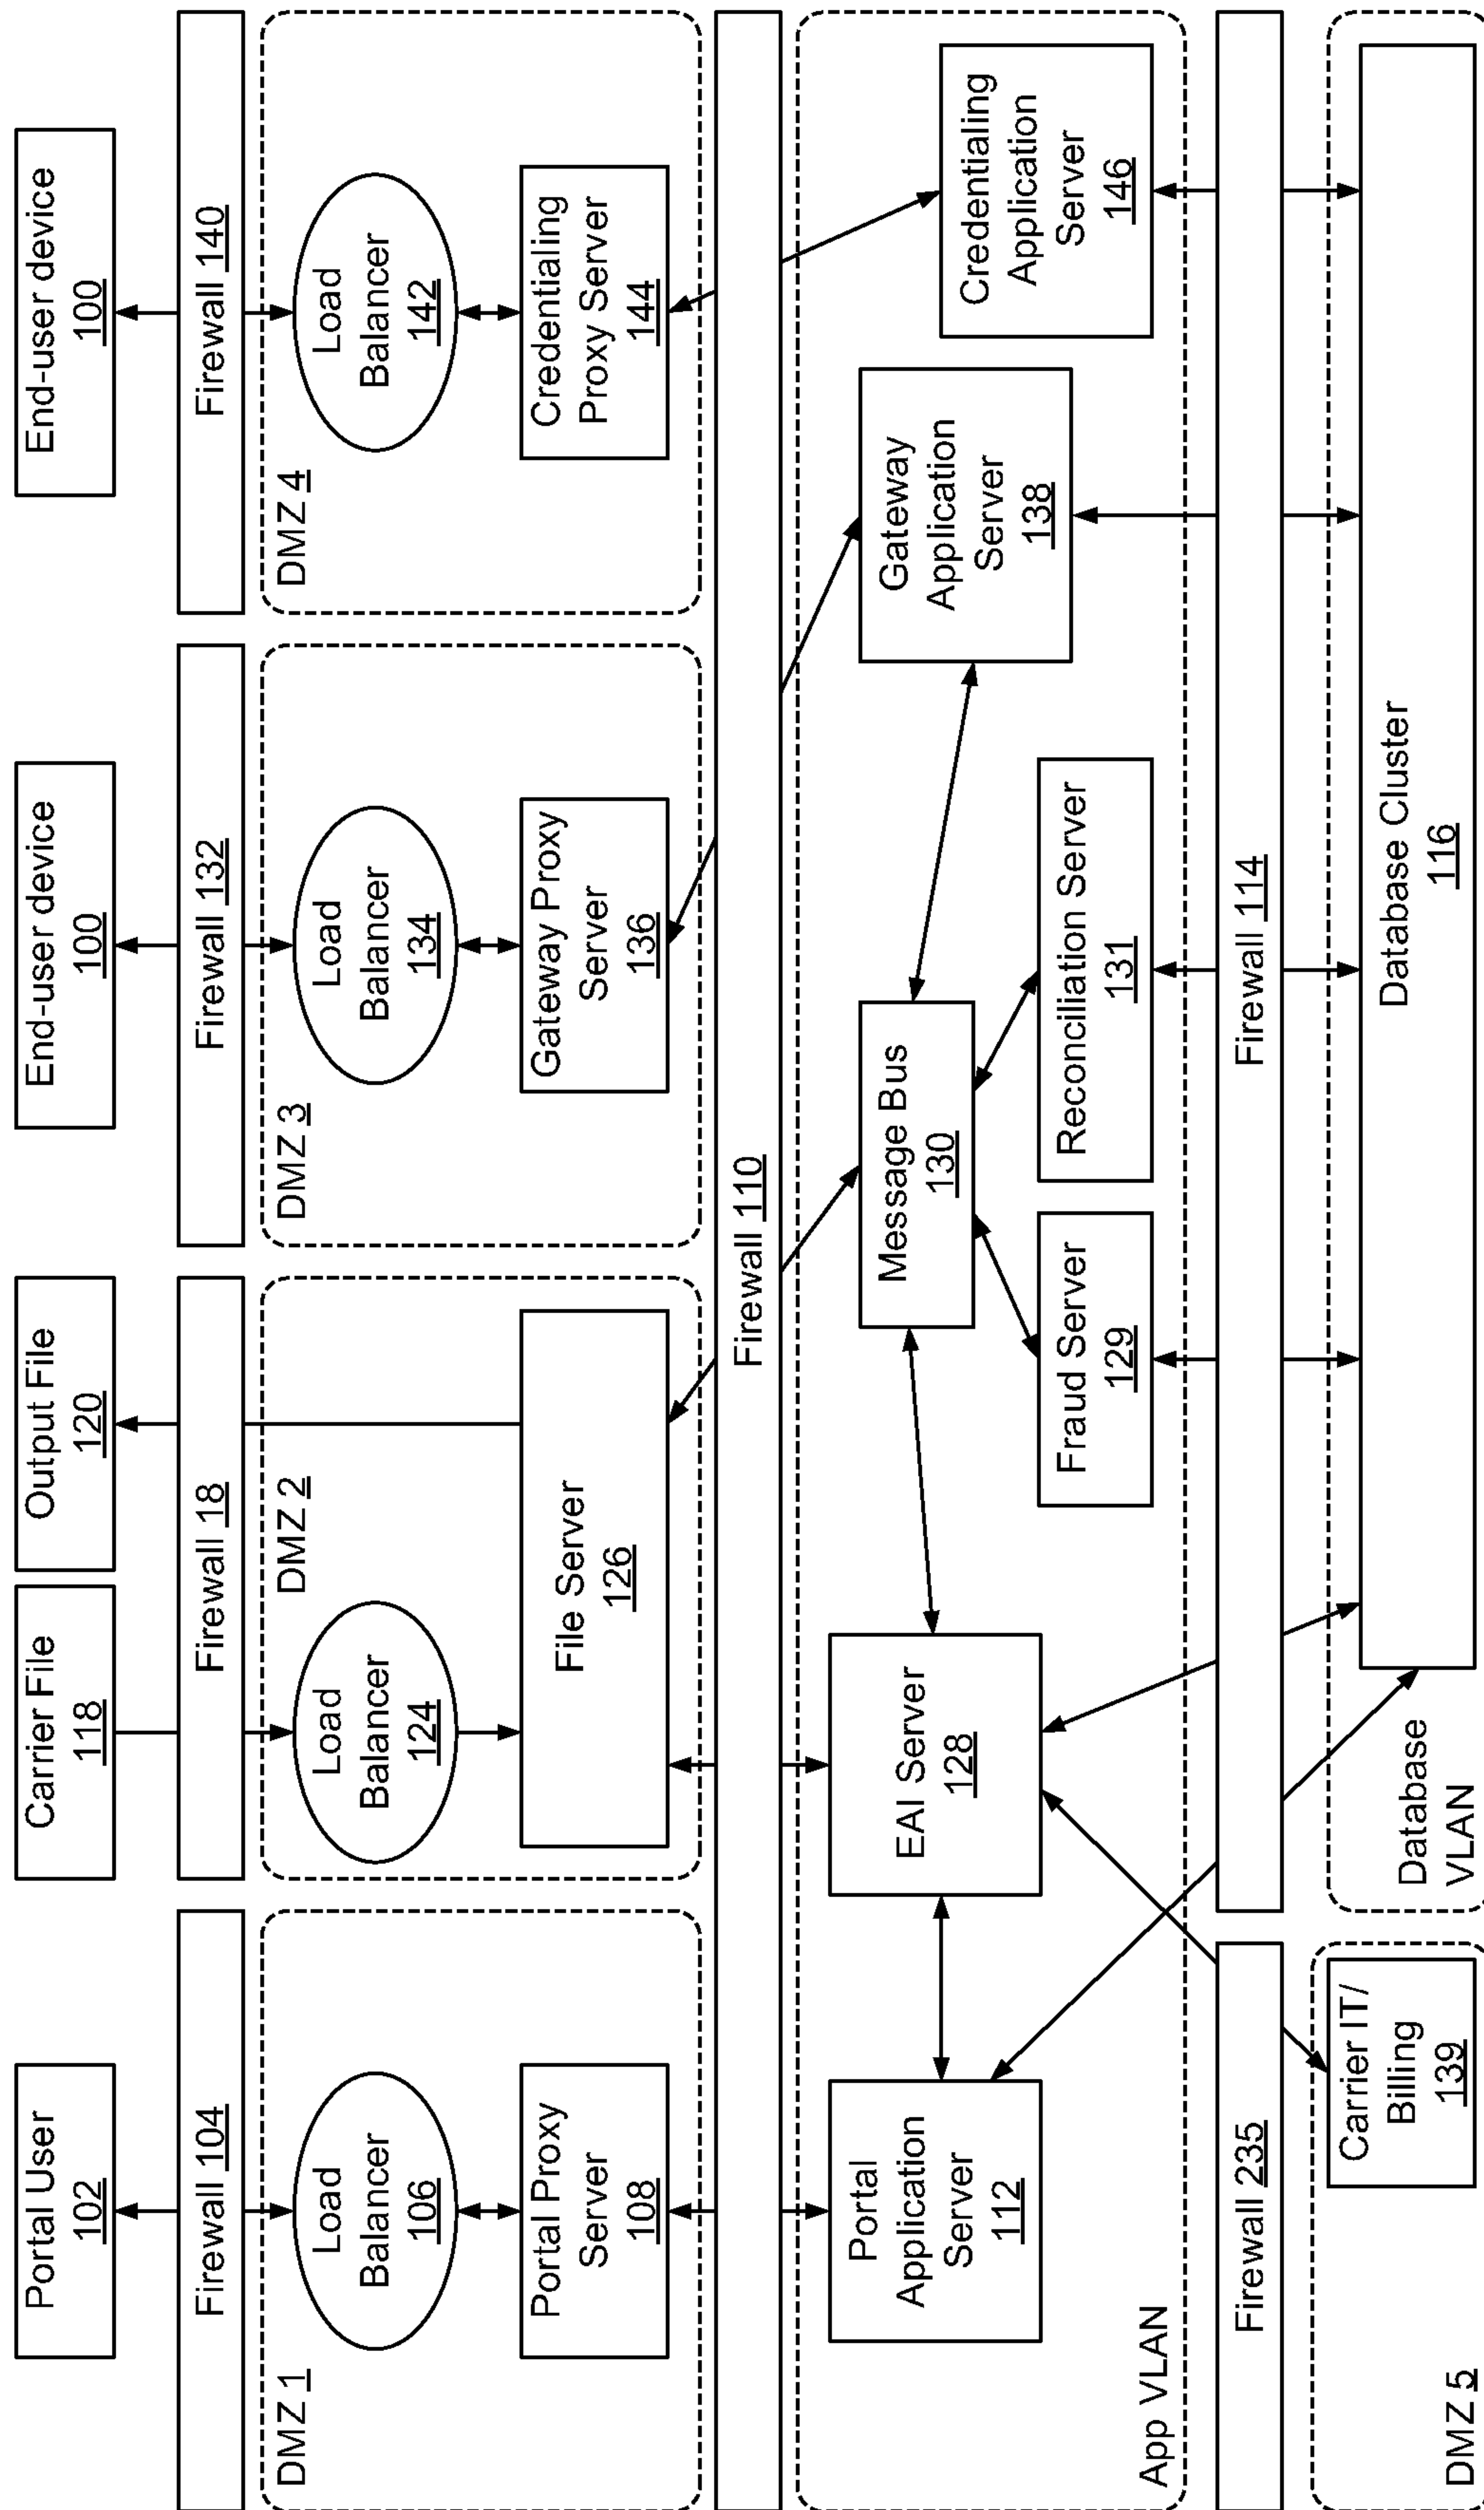 Portal User
102
Carrier File
118
Output File
120
End-user device
100
End-user device
100
Firewall 104
Firewall 18
Firewall 132
Firewall 140
DMZ 1
Load
Balancer
106
Portal Proxy
Server
108
DMZ 2
Load
Balancer
124
File Server
126
DMZ 3
Load
Balancer
134
Gateway Proxy
Server
136
DMZ 4
Load
Balancer
142
Credentialing
Proxy Server
144
Firewall 110
App VLAN
Portal
Application
Server
112
EAI Server
128
Message Bus
130
Fraud Server
129
Reconciliation Server
131
Gateway
Application
Server
138
Credentialing
Application
Server
146
Firewall 235
Firewall 114
DMZ 5
Carrier IT/
Billing
139
Database
VLAN
Database Cluster
116